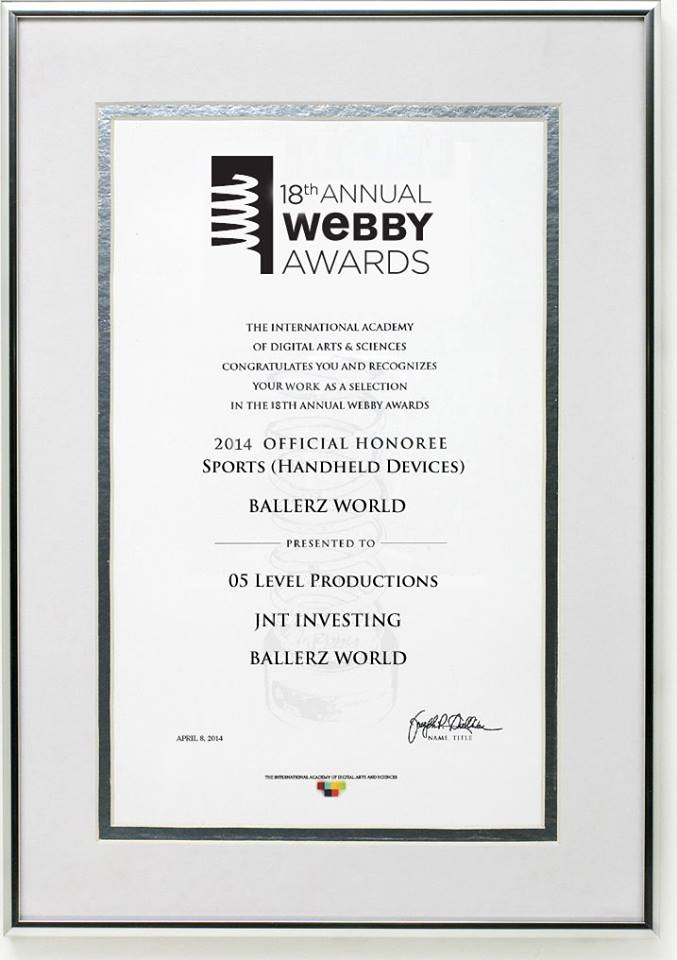 18th ANNUAL
WeBBY
AWARDS
THE INTERNATIONAL ACADEMY
OF DIGITAL ARTS & SCIENCES
CONGRATULATES YOU AND RECOGNIZES
YOUR WORK AS A SELECTION
IN THE 18TH ANNUAL WEBBY AWARDS
2014 OFFICIAL HONOREE
SPORTS (HANDHELD DEVICES)
BALLERZ WORLD
PRESENTED TO
05 LEVEL PRODUCTIONS
JNT INVESTING
BALLERZ WORLD
APRIL 8, 2014
NAME, TITLE
THE INTERNATIONAL ACADEMY OF DIGITAL ARTS AND SCIENCES